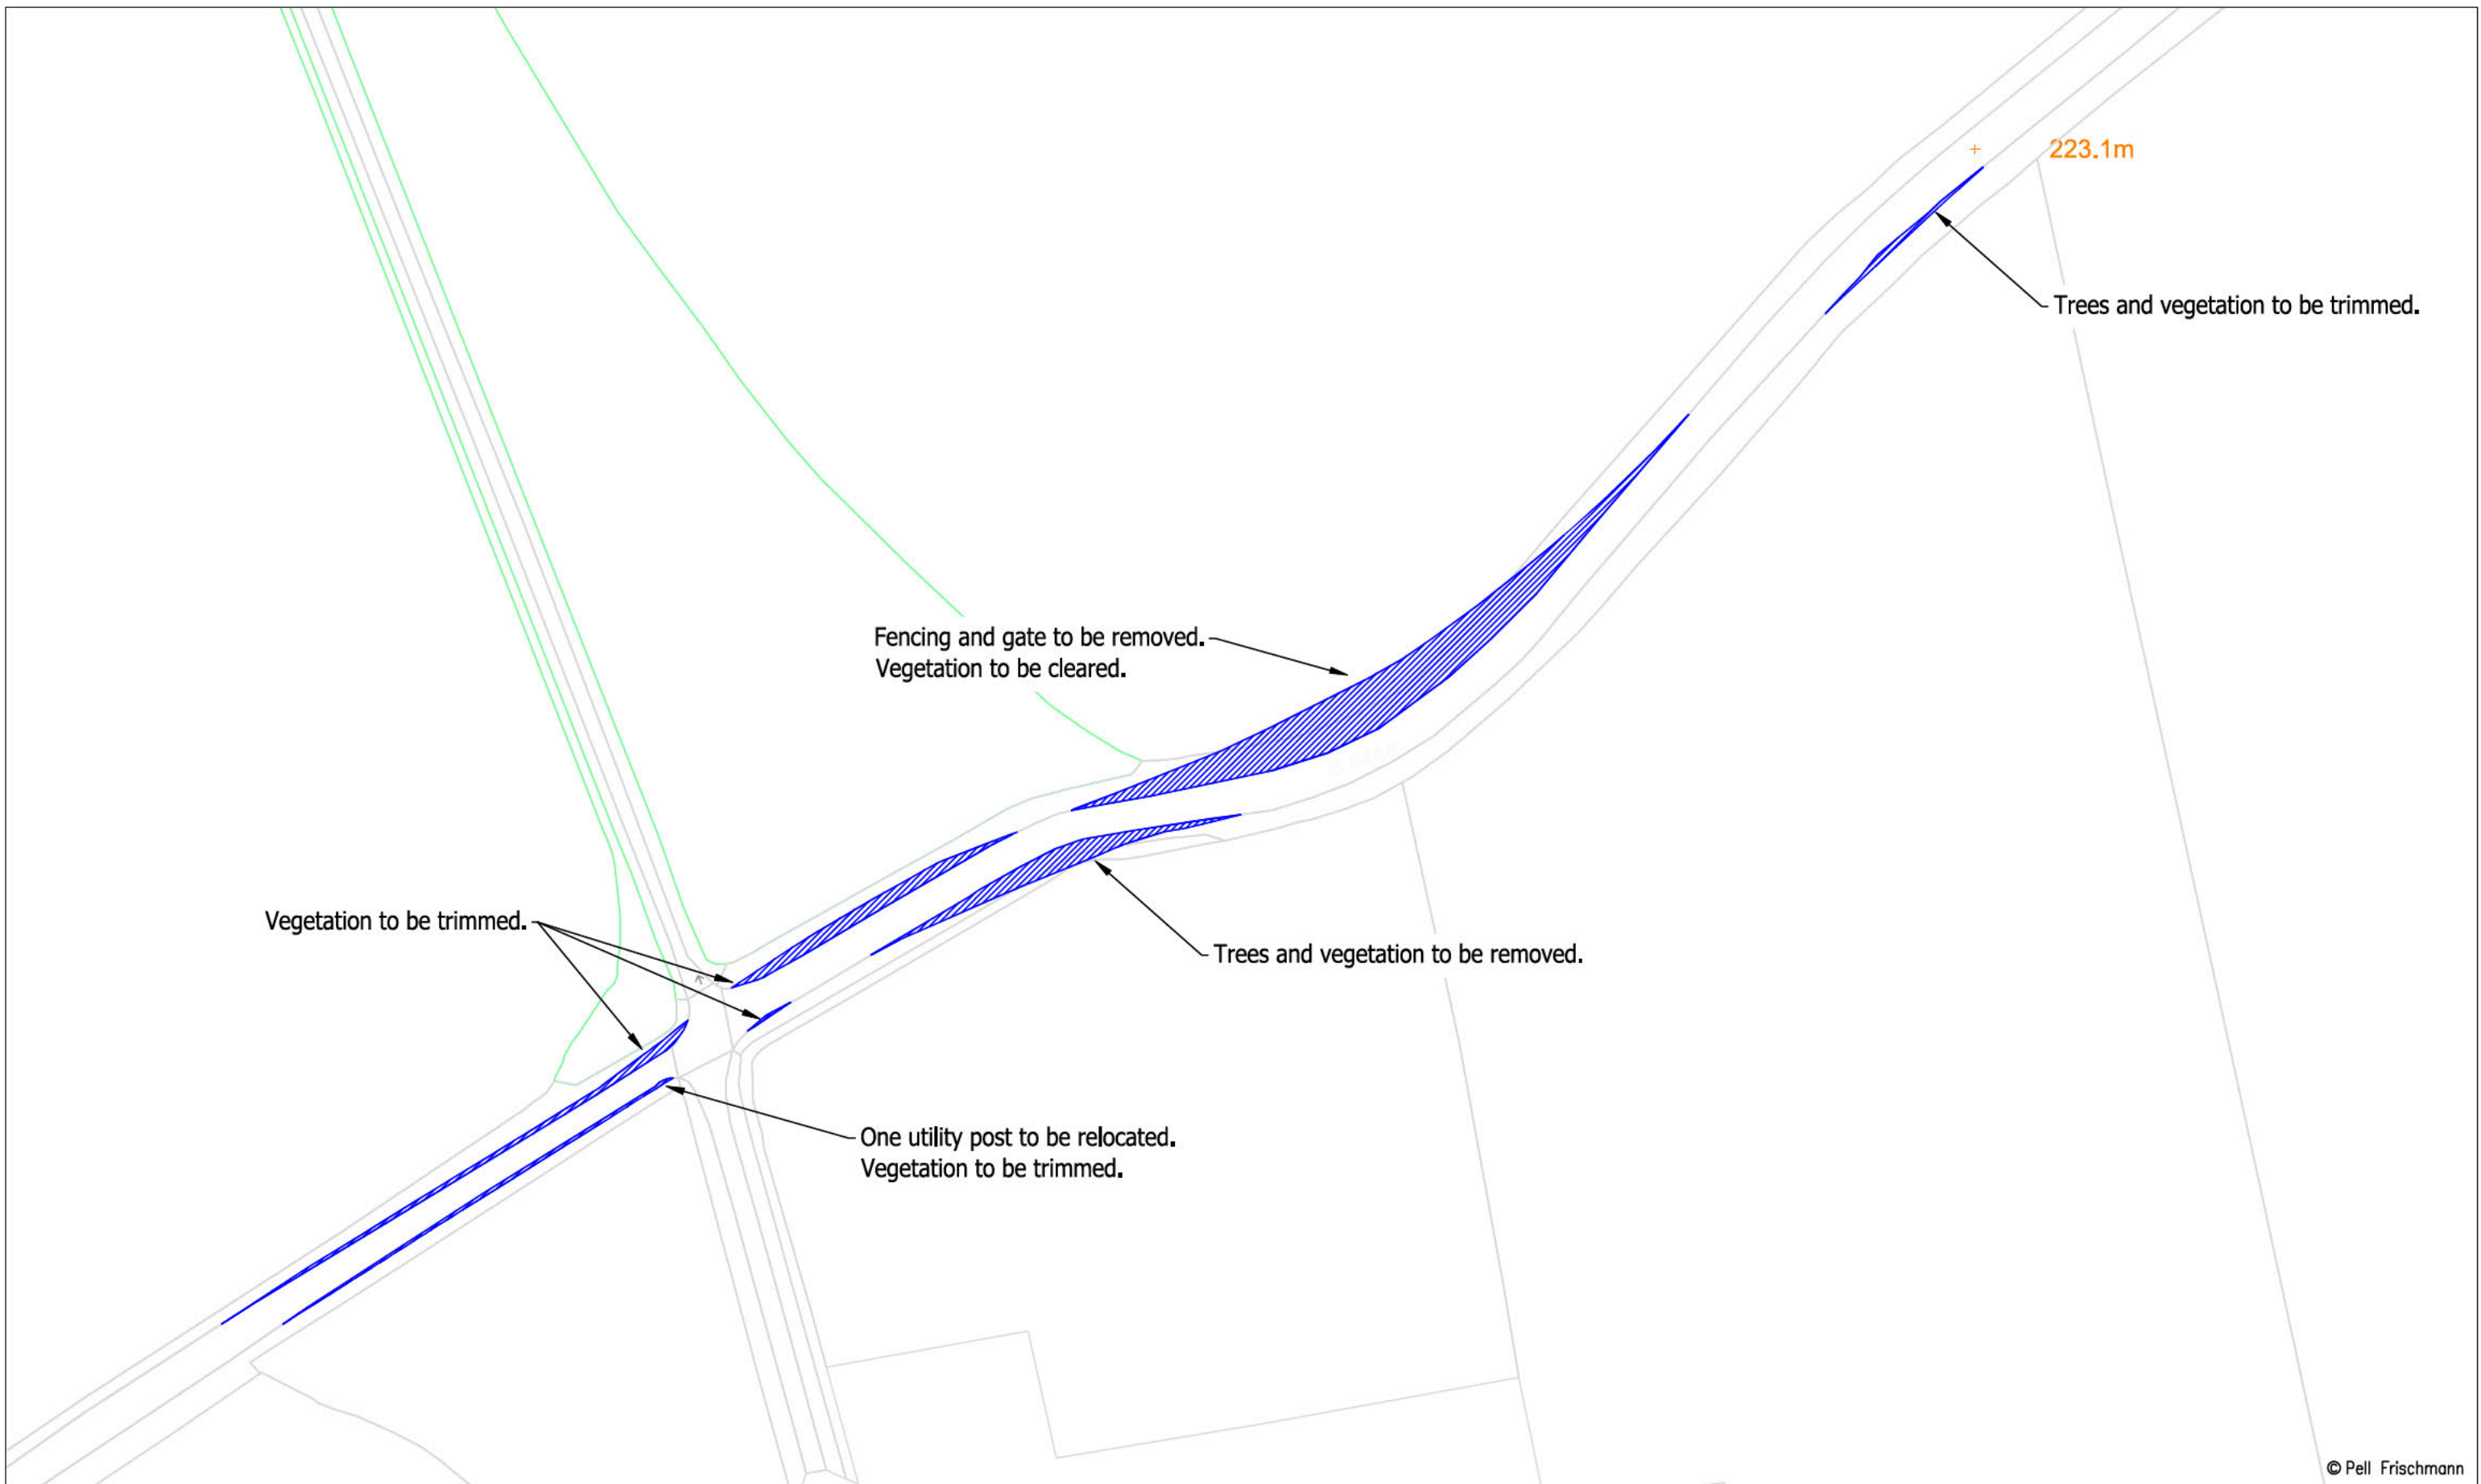 223.1m
Trees and vegetation to be trimmed.
Fencing and gate to be removed.
Vegetation to be cleared.
Vegetation to be trimmed.
Trees and vegetation to be removed.
One utility post to be relocated.
Vegetation to be trimmed.
© Pell Frischmann